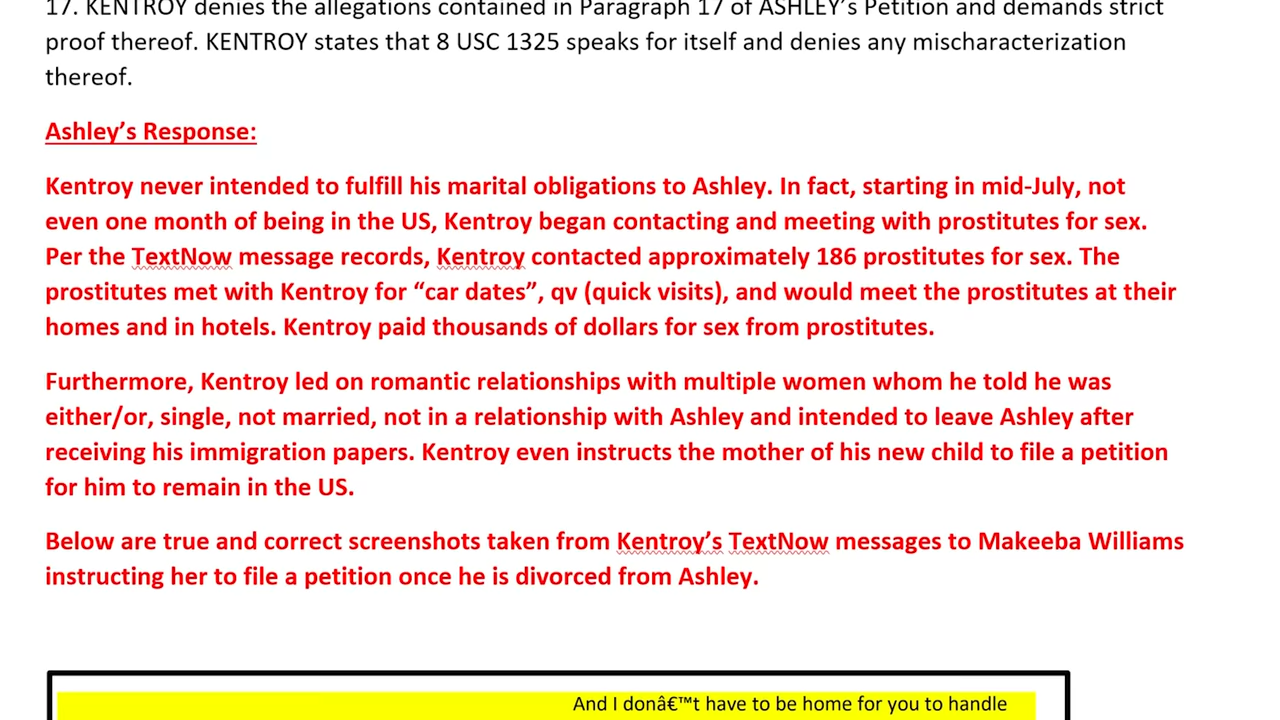 17. KENTROY denies the allegations contained in Paragraph 17 of ASHLEY’s Petition and demands strict
proof thereof. KENTROY states that 8 USC 1325 speaks for itself and denies any mischaracterization
thereof.
Ashley’s Response:
Kentroy never intended to fulfill his marital obligations to Ashley. In fact, starting in mid-July, not
even one month of being in the US, Kentroy began contacting and meeting with prostitutes for sex.
Per the TextNow message records, Kentroy contacted approximately 186 prostitutes for sex. The
prostitutes met with Kentroy for “car dates”, qv (quick visits), and would meet the prostitutes at their
homes and in hotels. Kentroy paid thousands of dollars for sex from prostitutes.
Furthermore, Kentroy led on romantic relationships with multiple women whom he told he was
either/or, single, not married, not in a relationship with Ashley and intended to leave Ashley after
receiving his immigration papers. Kentroy even instructs the mother of his new child to file a petition
for him to remain in the US.
Below are true and correct screenshots taken from Kentroy’s TextNow messages to Makeeba Williams
instructing her to file a petition once he is divorced from Ashley.
And I donâ€™t have to be home for you to handle